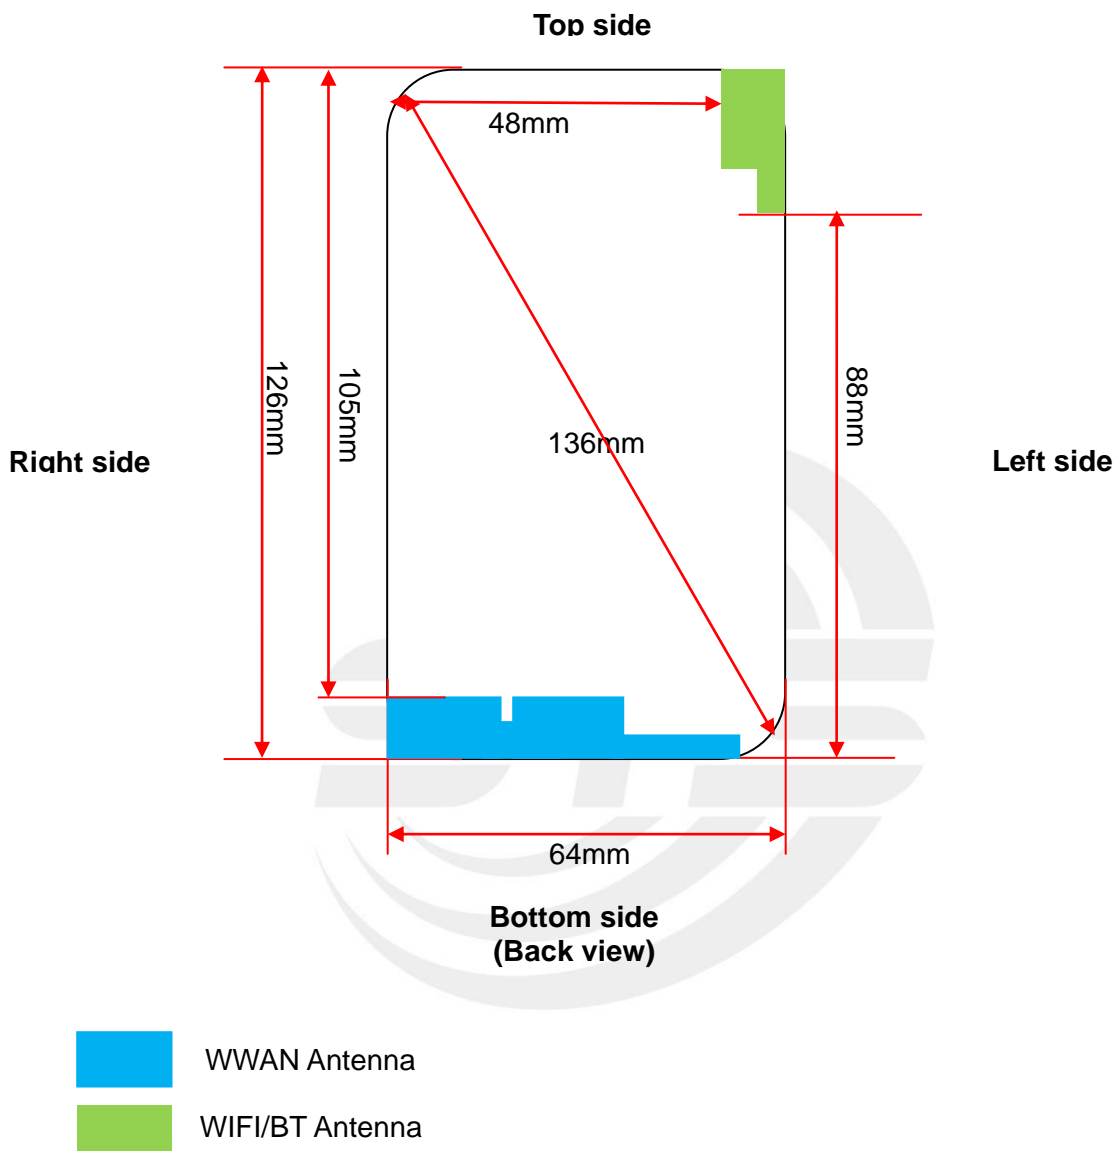 Top side
48mm
126mm
105mm
88mm
136mm
Right side
Left side
64mm
Bottom side
(Back view)
WWAN Antenna
WIFI/BT Antenna